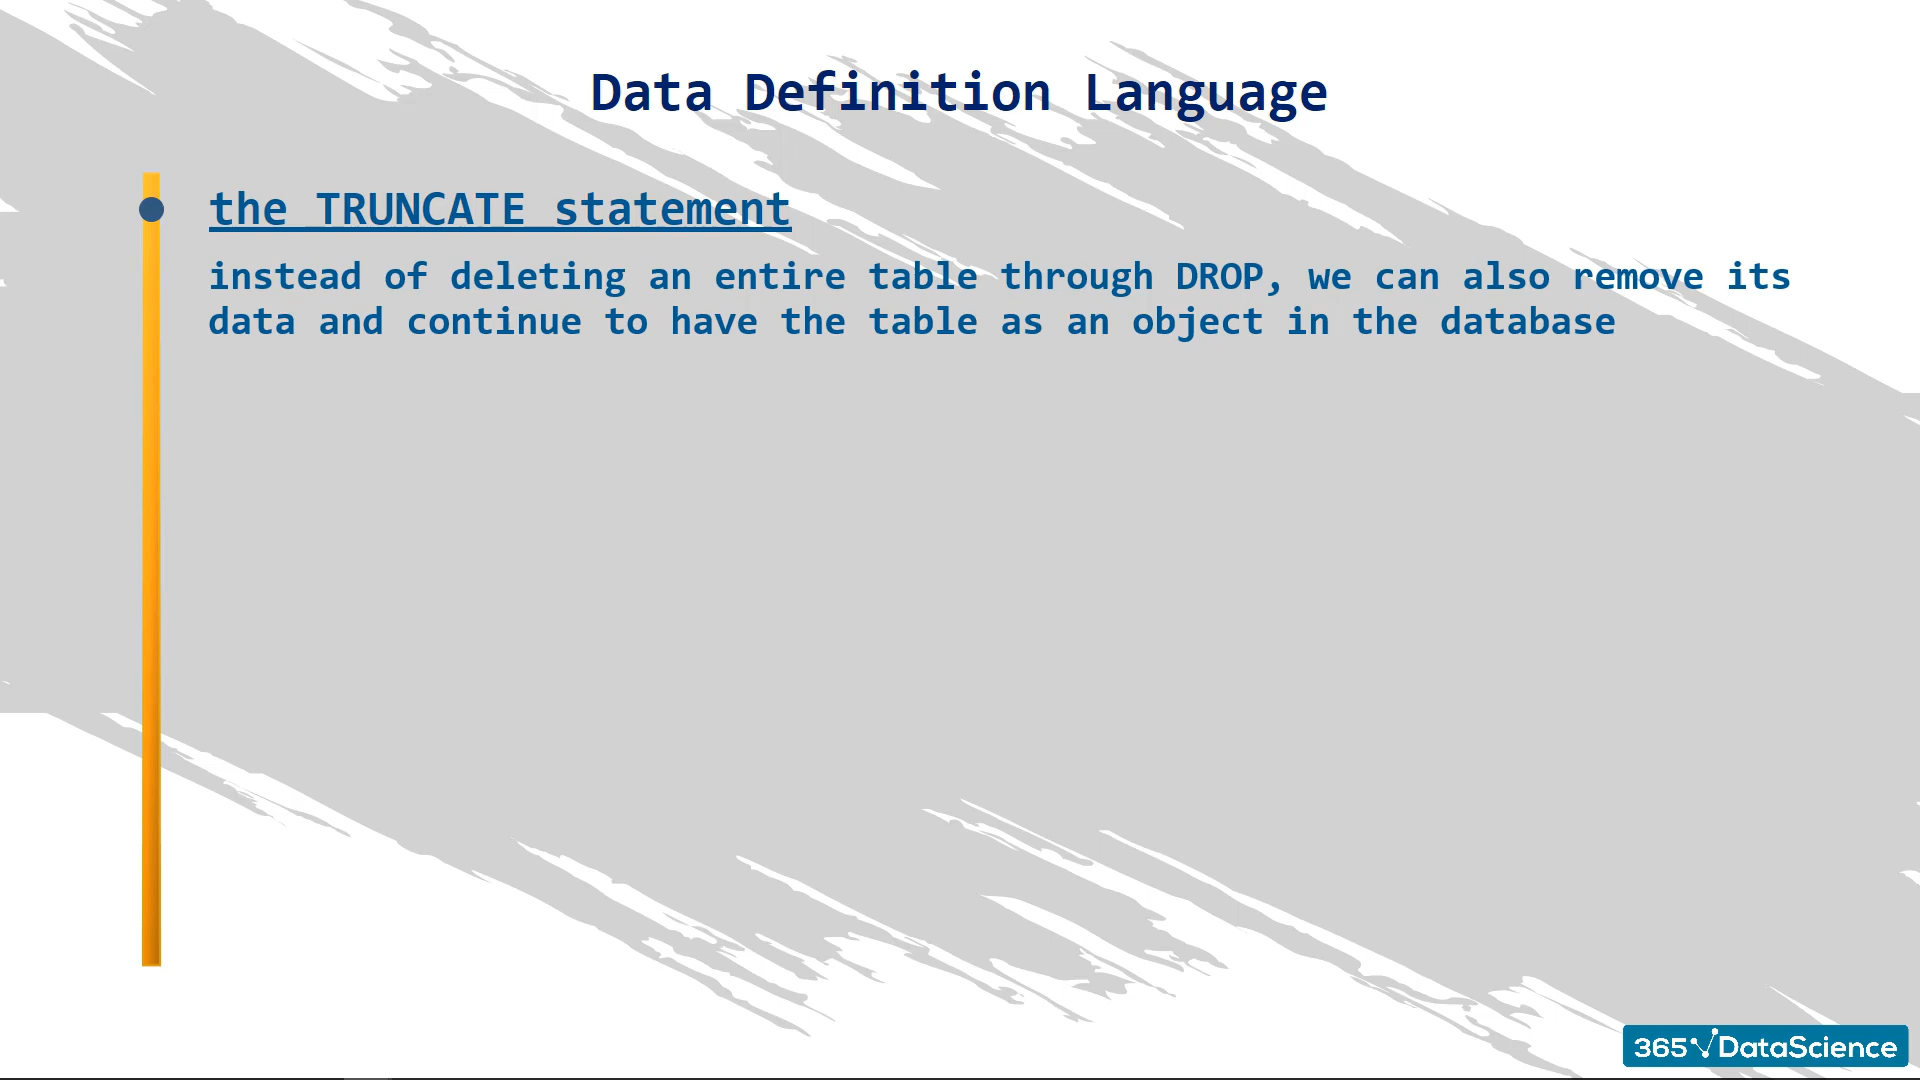 Data Definition Language
the TRUNCATE statement
instead of deleting an entire table through DROP, we can also remove its
data and continue to have the table as an object in the database
365 DataScience